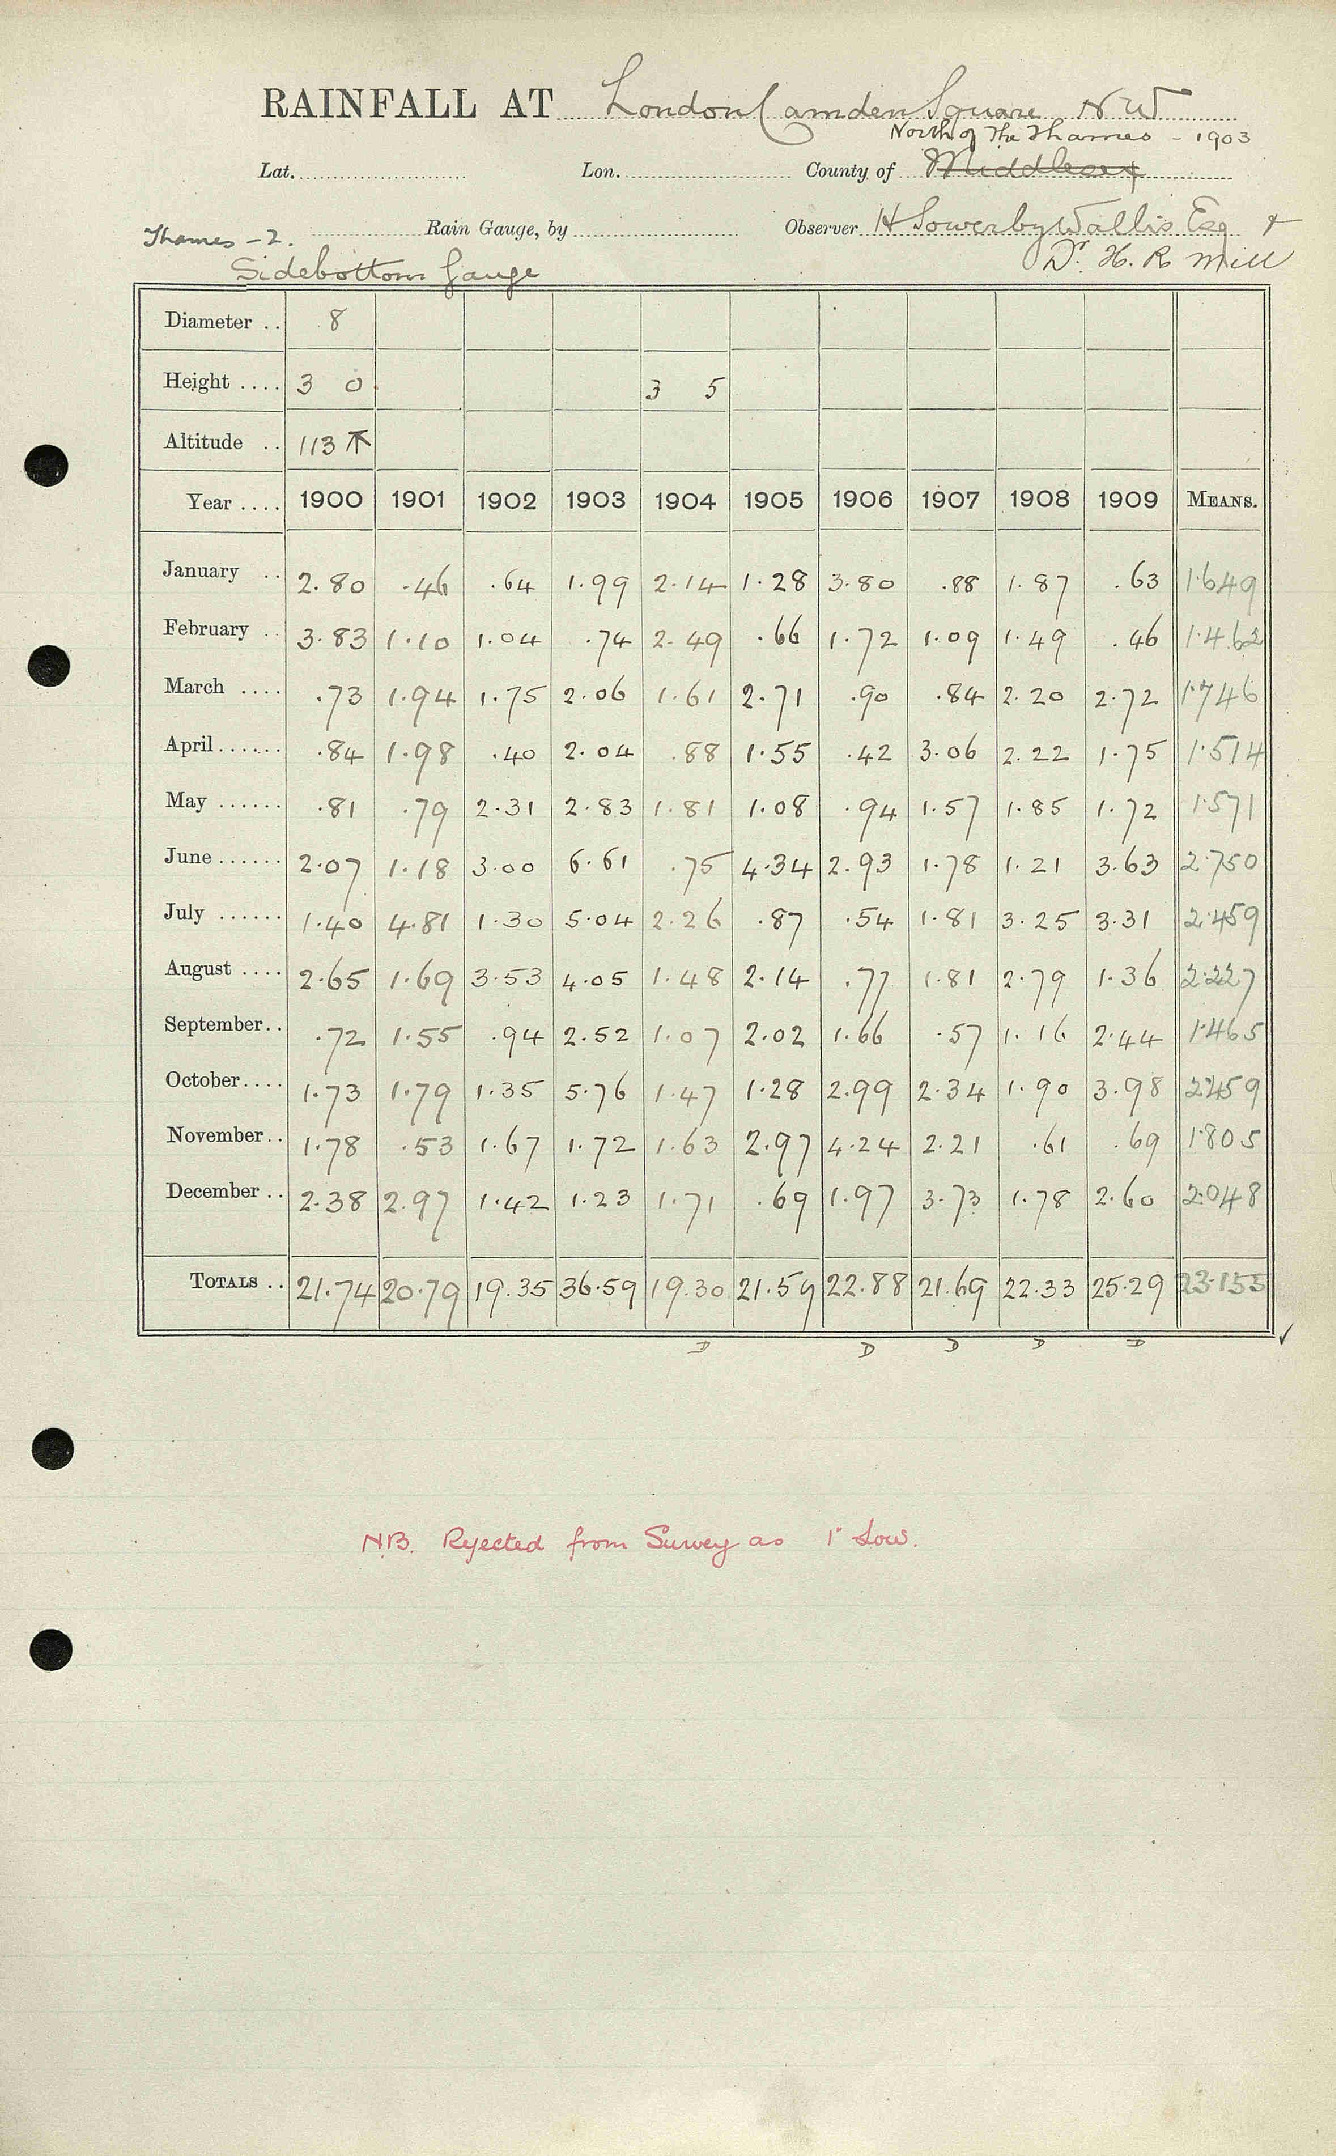 RAINFALL AT London Camden Square N W
North of the Thames - 1903
Lat. Lon. County of Middlesex
Thames - 2. Rain Gauge, by Observer H Sowerby Wallis Esq &
Sidebottom Gauge Dr. H. R. Mill
Diameter .. 8
Height .... 3 0. 3 5
Altitude .. 113 T
Year .... 1900 1901 1902 1903 1904 1905 1906 1907 1908 1909 MEANS.
January .. 2.80 .46 .64 1.99 2.14 1.28 3.80 .88 1.87 .63 1.649
February .. 3.83 1.10 1.04 .74 2.49 .66 1.72 1.09 1.49 .46 1.462
March .... .73 1.94 1.75 2.06 1.61 2.71 .90 .84 2.20 2.72 1.746
April ...... .84 1.98 .40 2.04 .88 1.55 .42 3.06 2.22 1.75 1.514
May ...... .81 .79 2.31 2.83 1.81 1.08 .94 1.57 1.85 1.72 1.571
June ...... 2.07 1.18 3.00 6.61 .75 4.34 2.93 1.78 1.21 3.63 2.750
July ...... 1.40 4.81 1.30 5.04 2.26 .87 .54 1.81 3.25 3.31 2.459
August .... 2.65 1.69 3.53 4.05 1.48 2.14 .77 1.81 2.79 1.36 2.227
September.. .72 1.55 .94 2.52 1.07 2.02 1.66 .57 1.16 2.44 1.465
October.... 1.73 1.79 1.35 5.76 1.47 1.28 2.99 2.34 1.90 3.98 2.459
November.. 1.78 .53 1.67 1.72 1.63 2.97 4.24 2.21 .61 .69 1.805
December .. 2.38 2.97 1.42 1.23 1.71 .69 1.97 3.73 1.78 2.60 2.048
TOTALS .. 21.74 20.79 19.35 36.59 19.30 21.59 22.88 21.69 22.33 25.29 23.155
D D D D D
N.B. Rejected from Survey as 1" low.